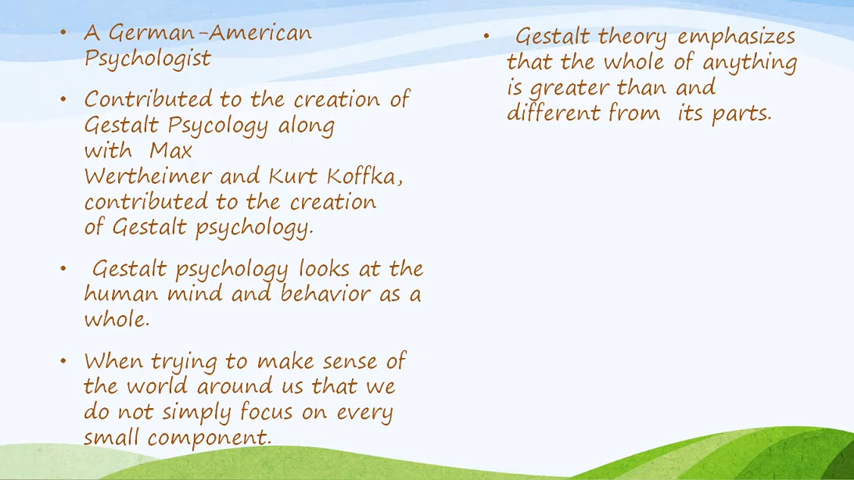 • A German-American
Psychologist
• Contributed to the creation of
Gestalt Psycology along
with Max
Wertheimer and Kurt Koffka,
contributed to the creation
of Gestalt psychology.
• Gestalt psychology looks at the
human mind and behavior as a
whole.
• When trying to make sense of
the world around us that we
do not simply focus on every
small component.
• Gestalt theory emphasizes
that the whole of anything
is greater than and
different from its parts.